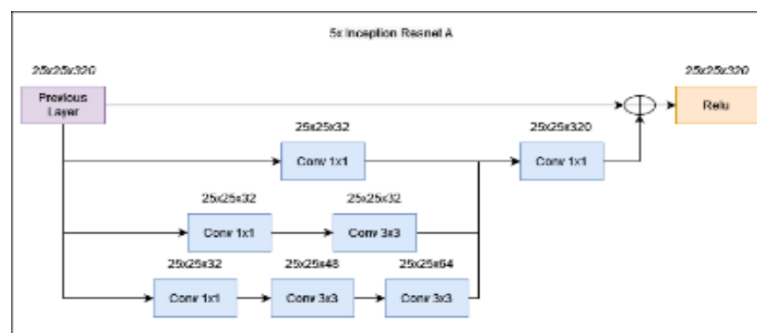 5x Inception Resnet A
25x25x320
25x25x320
Previous
Layer
Relu
25x25x32
25x25x320
Conv 1x1
Conv 1x1
25x25x32
25x25x32
Conv 1x1
Conv 3x3
25x25x32
25x25x48
25x25x64
Conv 1x1
Conv 3x3
Conv 3x3